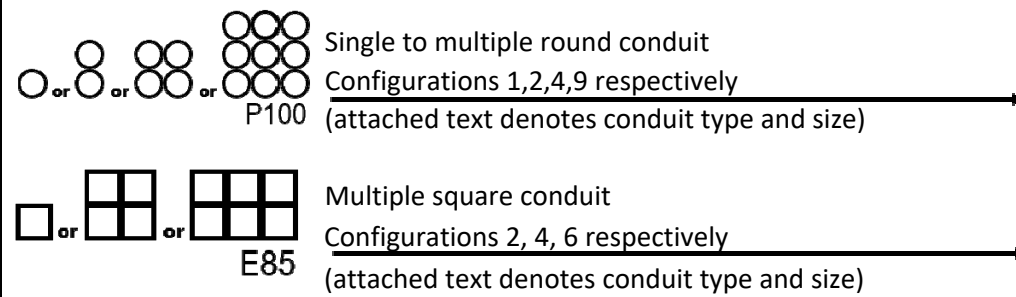 Single to multiple round conduit
or or or Configurations 1,2,4,9 respectively
P100 (attached text denotes conduit type and size)
Multiple square conduit
or or Configurations 2, 4, 6 respectively
E85 (attached text denotes conduit type and size)